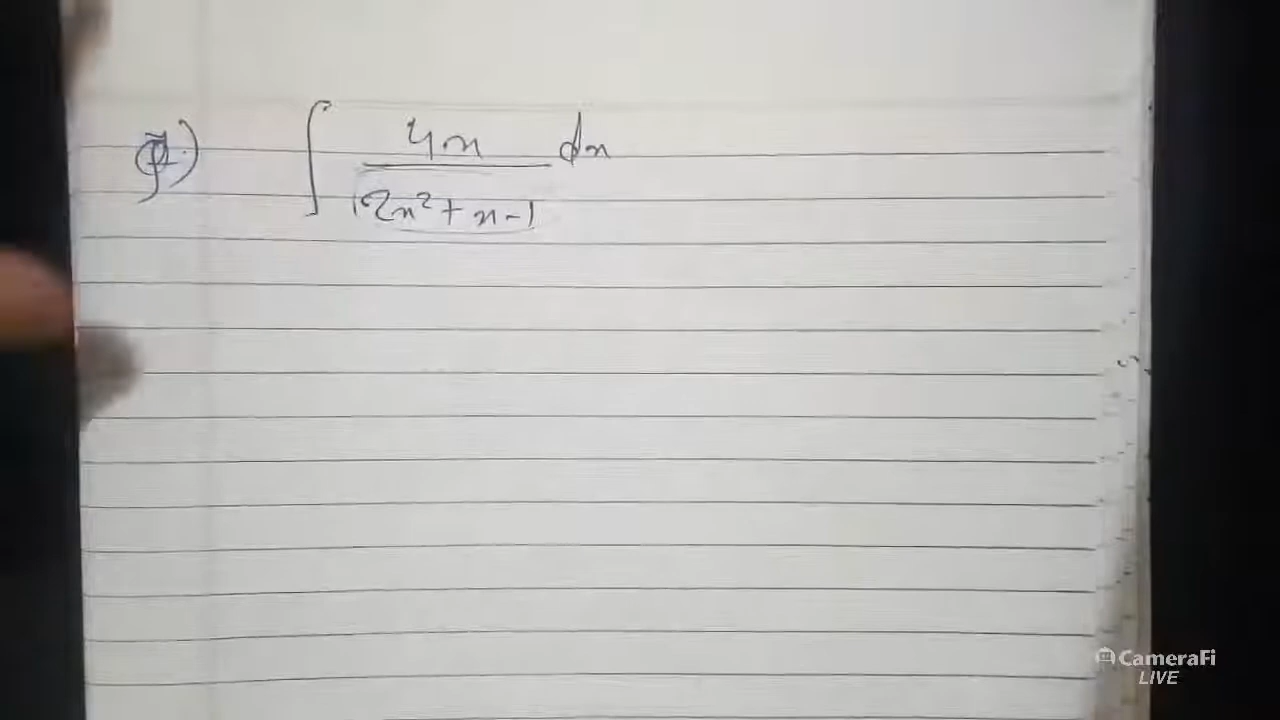 ∫ 4x dx
2x² + x - 1
CameraFi
LIVE